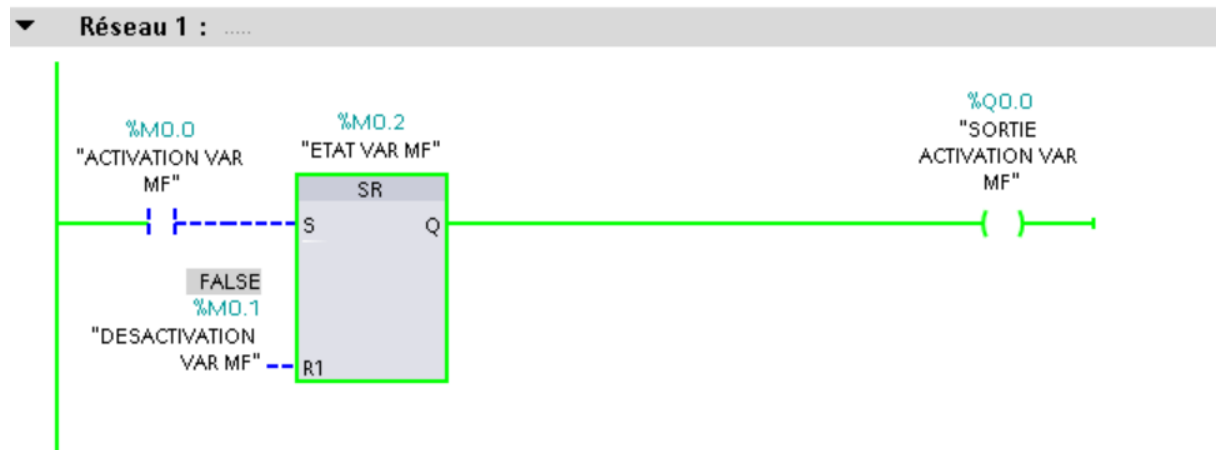 Réseau 1 : .....
%M0.0
"ACTIVATION VAR
MF"
%M0.2
"ETAT VAR MF"
SR
S
Q
%Q0.0
"SORTIE
ACTIVATION VAR
MF"
FALSE
%M0.1
"DESACTIVATION
VAR MF"
R1